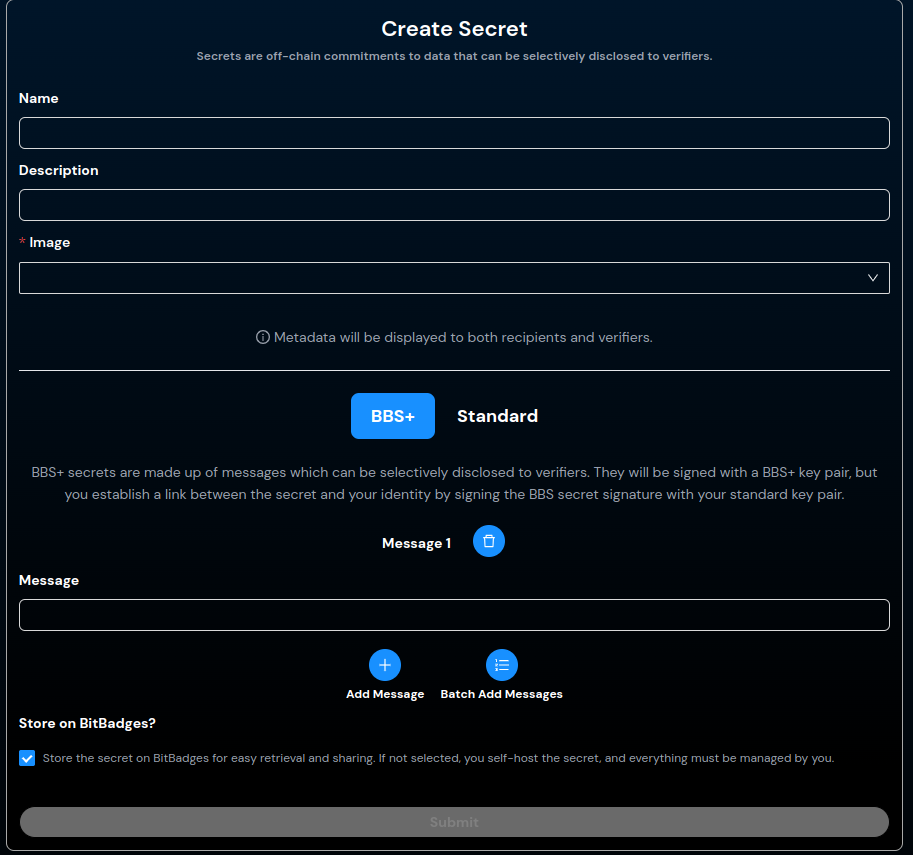 Create Secret
Secrets are off-chain commitments to data that can be selectively disclosed to verifiers.
Name
Description
* Image
Metadata will be displayed to both recipients and verifiers.
BBS+ Standard
BBS+ secrets are made up of messages which can be selectively disclosed to verifiers. They will be signed with a BBS+ key pair, but
you establish a link between the secret and your identity by signing the BBS secret signature with your standard key pair.
Message 1
Message
Add Message Batch Add Messages
Store on BitBadges?
Store the secret on BitBadges for easy retrieval and sharing. If not selected, you self-host the secret, and everything must be managed by you.
Submit